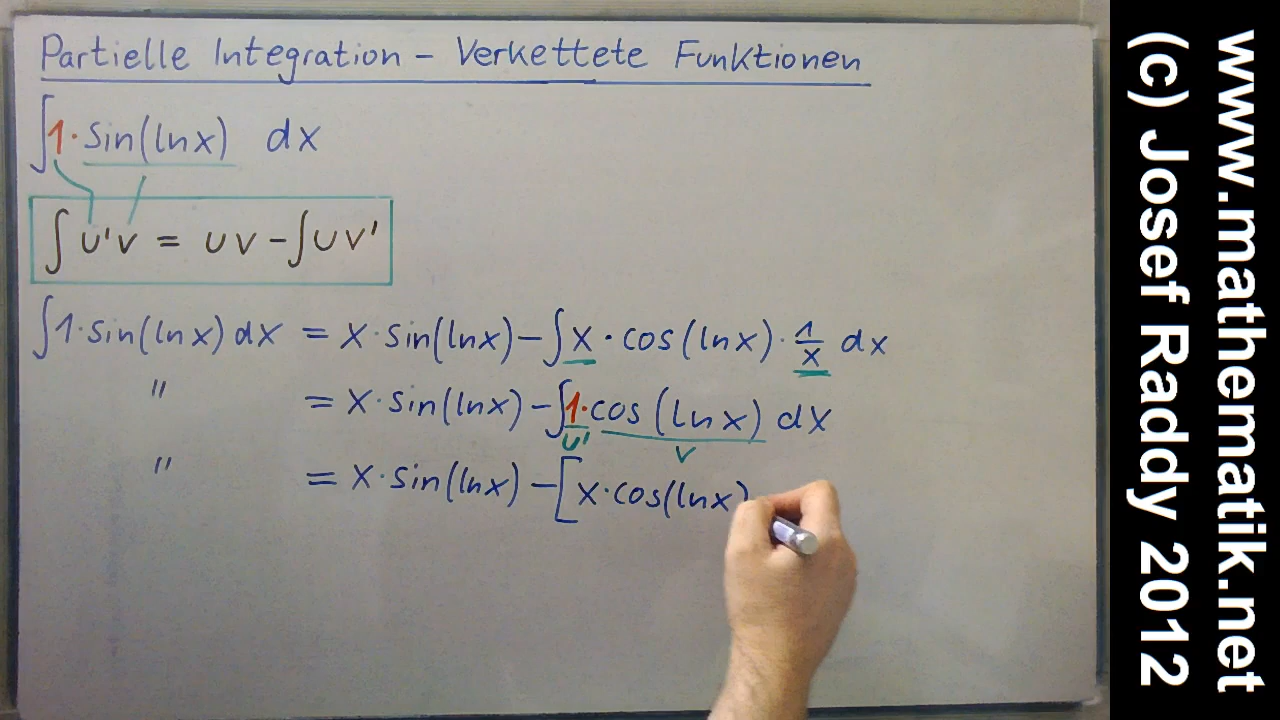 Partielle Integration – Verkettete Funktionen
∫1·sin(lnx) dx
∫u'v = uv - ∫uv'
∫1·sin(lnx)dx = x·sin(lnx) - ∫x·cos(lnx)·1/x dx
" = x·sin(lnx) - ∫1·cos(lnx) dx
u' v
" = x·sin(lnx) - [x·cos(lnx)
www.mathematik.net
(c) Josef Raddy 2012